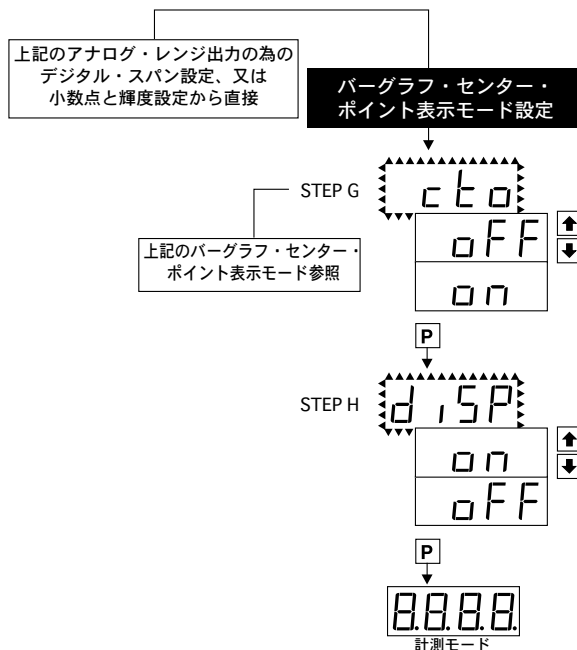 上記のアナログ・レンジ出力の為の
デジタル・スパン設定、又は
小数点と輝度設定から直接
バーグラフ・センター・
ポイント表示モード設定
STEP G
cto
oFF
on
上記のバーグラフ・センター・
ポイント表示モード参照
P
STEP H
diSP
on
oFF
P
8.8.8.8.
計測モード